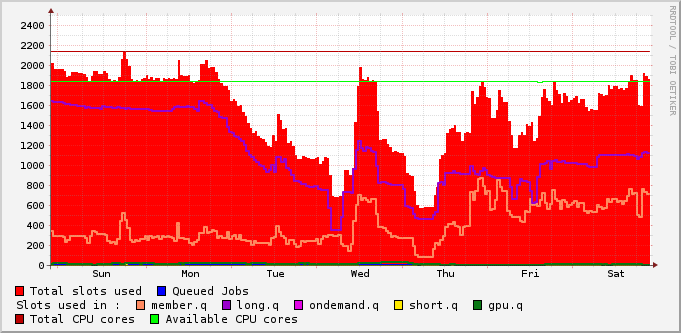 2400
2200
2000
1800
1600
1400
1200
1000
800
600
400
200
0
Sun Mon Tue Wed Thu Fri Sat
Total slots used Queued Jobs
Slots used in : member.q long.q ondemand.q short.q gpu.q
Total CPU cores Available CPU cores
RRDTOOL / TOBI OETIKER